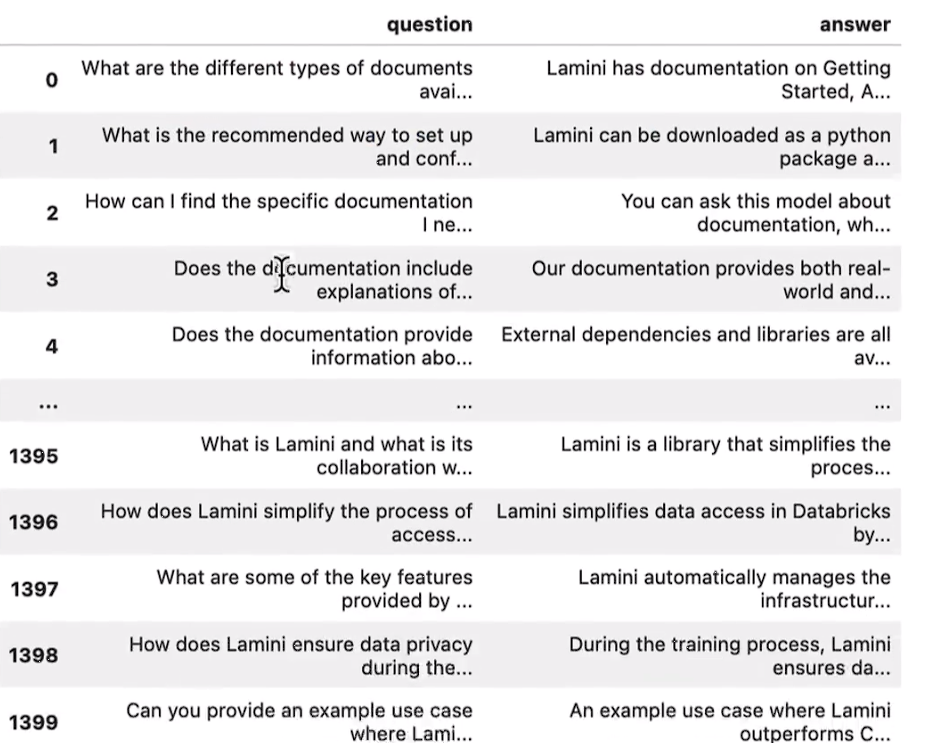 question answer
0 What are the different types of documents avai... Lamini has documentation on Getting Started, A...
1 What is the recommended way to set up and conf... Lamini can be downloaded as a python package a...
2 How can I find the specific documentation I ne... You can ask this model about documentation, wh...
3 Does the documentation include explanations of... Our documentation provides both real-world and...
4 Does the documentation provide information abo... External dependencies and libraries are all av...
... ... ...
1395 What is Lamini and what is its collaboration w... Lamini is a library that simplifies the proces...
1396 How does Lamini simplify the process of access... Lamini simplifies data access in Databricks by...
1397 What are some of the key features provided by ... Lamini automatically manages the infrastructur...
1398 How does Lamini ensure data privacy during the... During the training process, Lamini ensures da...
1399 Can you provide an example use case where Lami... An example use case where Lamini outperforms C...